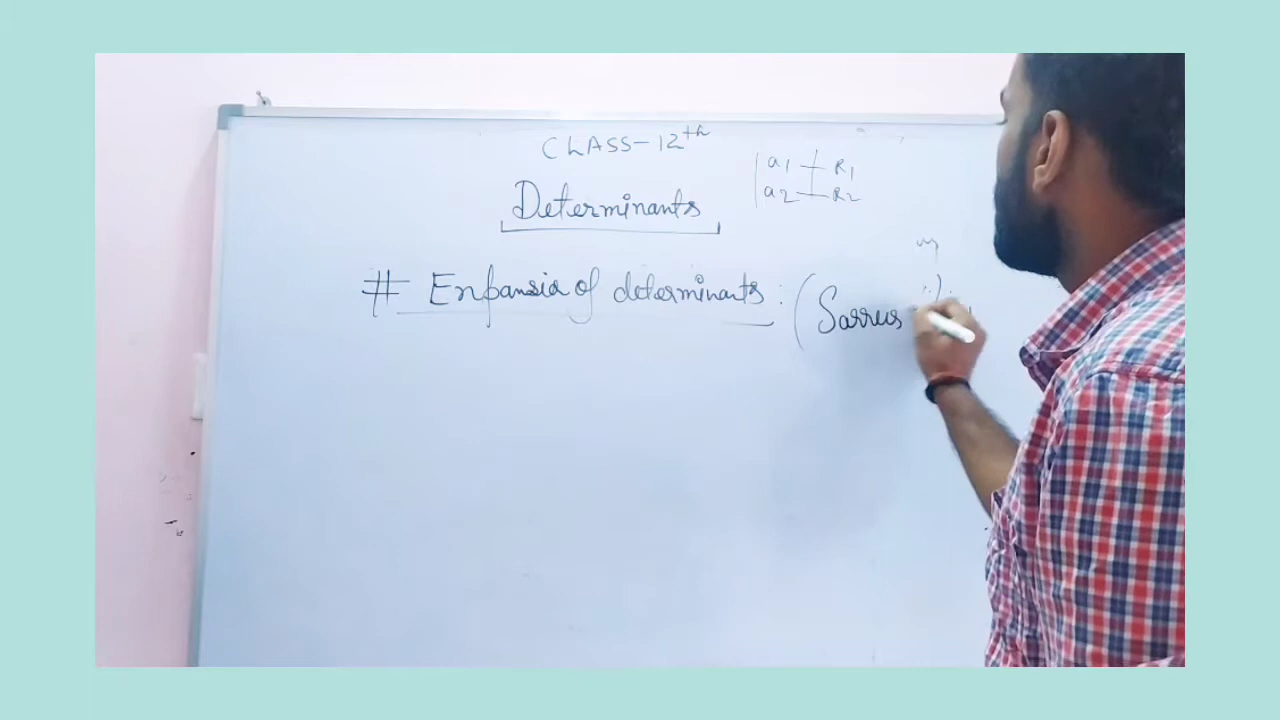 CLASS-12th
Determinants
a1 R1
a2 R2
# Enpansia of determinants : (Sarrus